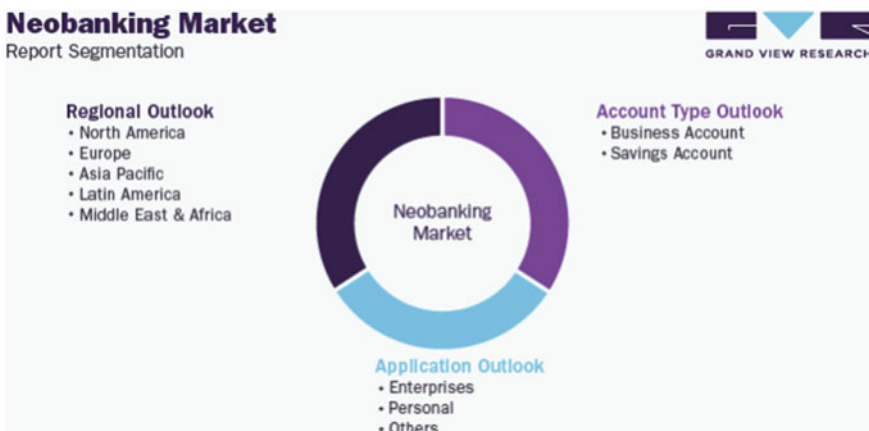 Neobanking Market
Report Segmentation
GRAND VIEW RESEARCH
Regional Outlook
• North America
• Europe
• Asia Pacific
• Latin America
• Middle East & Africa
Account Type Outlook
• Business Account
• Savings Account
Neobanking
Market
Application Outlook
• Enterprises
• Personal
• Others